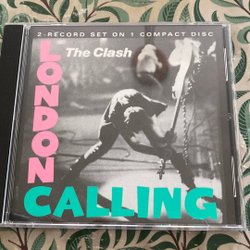 2-RECORD SET ON 1 COMPACT DISC
The Clash
LONDON
CALLING